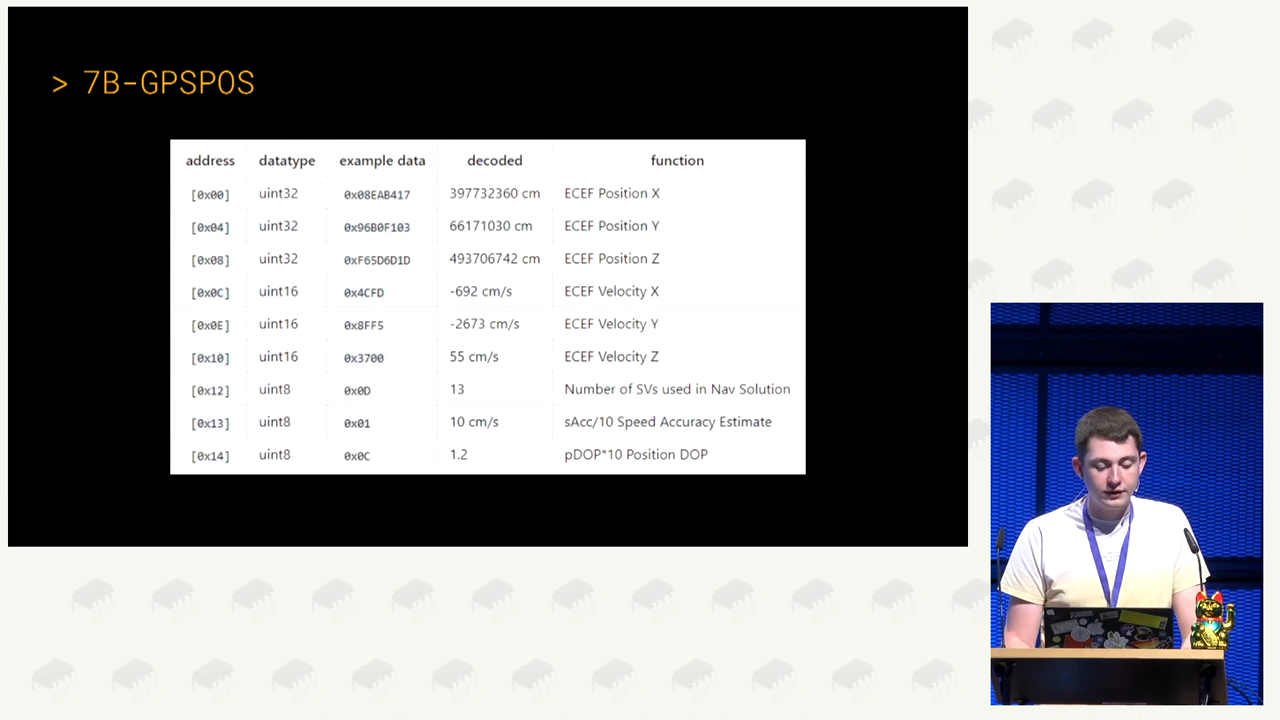 > 7B-GPSPOS
address datatype example data decoded function
[0x00] uint32 0x08EAB417 397732360 cm ECEF Position X
[0x04] uint32 0x96B0F103 66171030 cm ECEF Position Y
[0x08] uint32 0xF65D6D1D 493706742 cm ECEF Position Z
[0x0C] uint16 0x4CFD -692 cm/s ECEF Velocity X
[0x0E] uint16 0x8FF5 -2673 cm/s ECEF Velocity Y
[0x10] uint16 0x3700 55 cm/s ECEF Velocity Z
[0x12] uint8 0x0D 13 Number of SVs used in Nav Solution
[0x13] uint8 0x01 10 cm/s sAcc/10 Speed Accuracy Estimate
[0x14] uint8 0x0C 1.2 pDOP*10 Position DOP